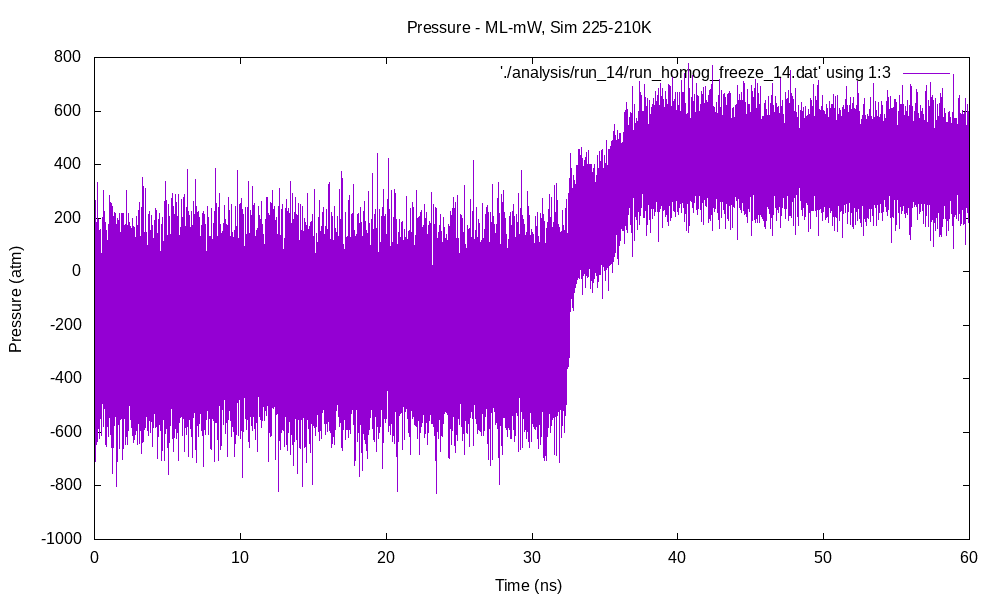 Pressure - ML-mW, Sim 225-210K
'./analysis/run_14/run_homog_freeze_14.dat' using 1:3
800
600
400
200
0
-200
-400
-600
-800
-1000
Pressure (atm)
0 10 20 30 40 50 60
Time (ns)